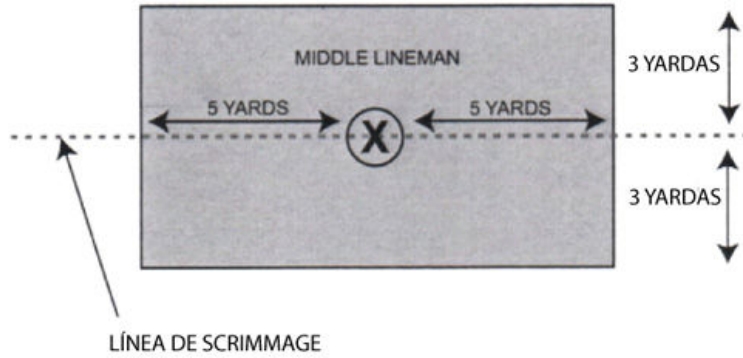 MIDDLE LINEMAN
3 YARDAS
5 YARDS
5 YARDS
X
3 YARDAS
LÍNEA DE SCRIMMAGE